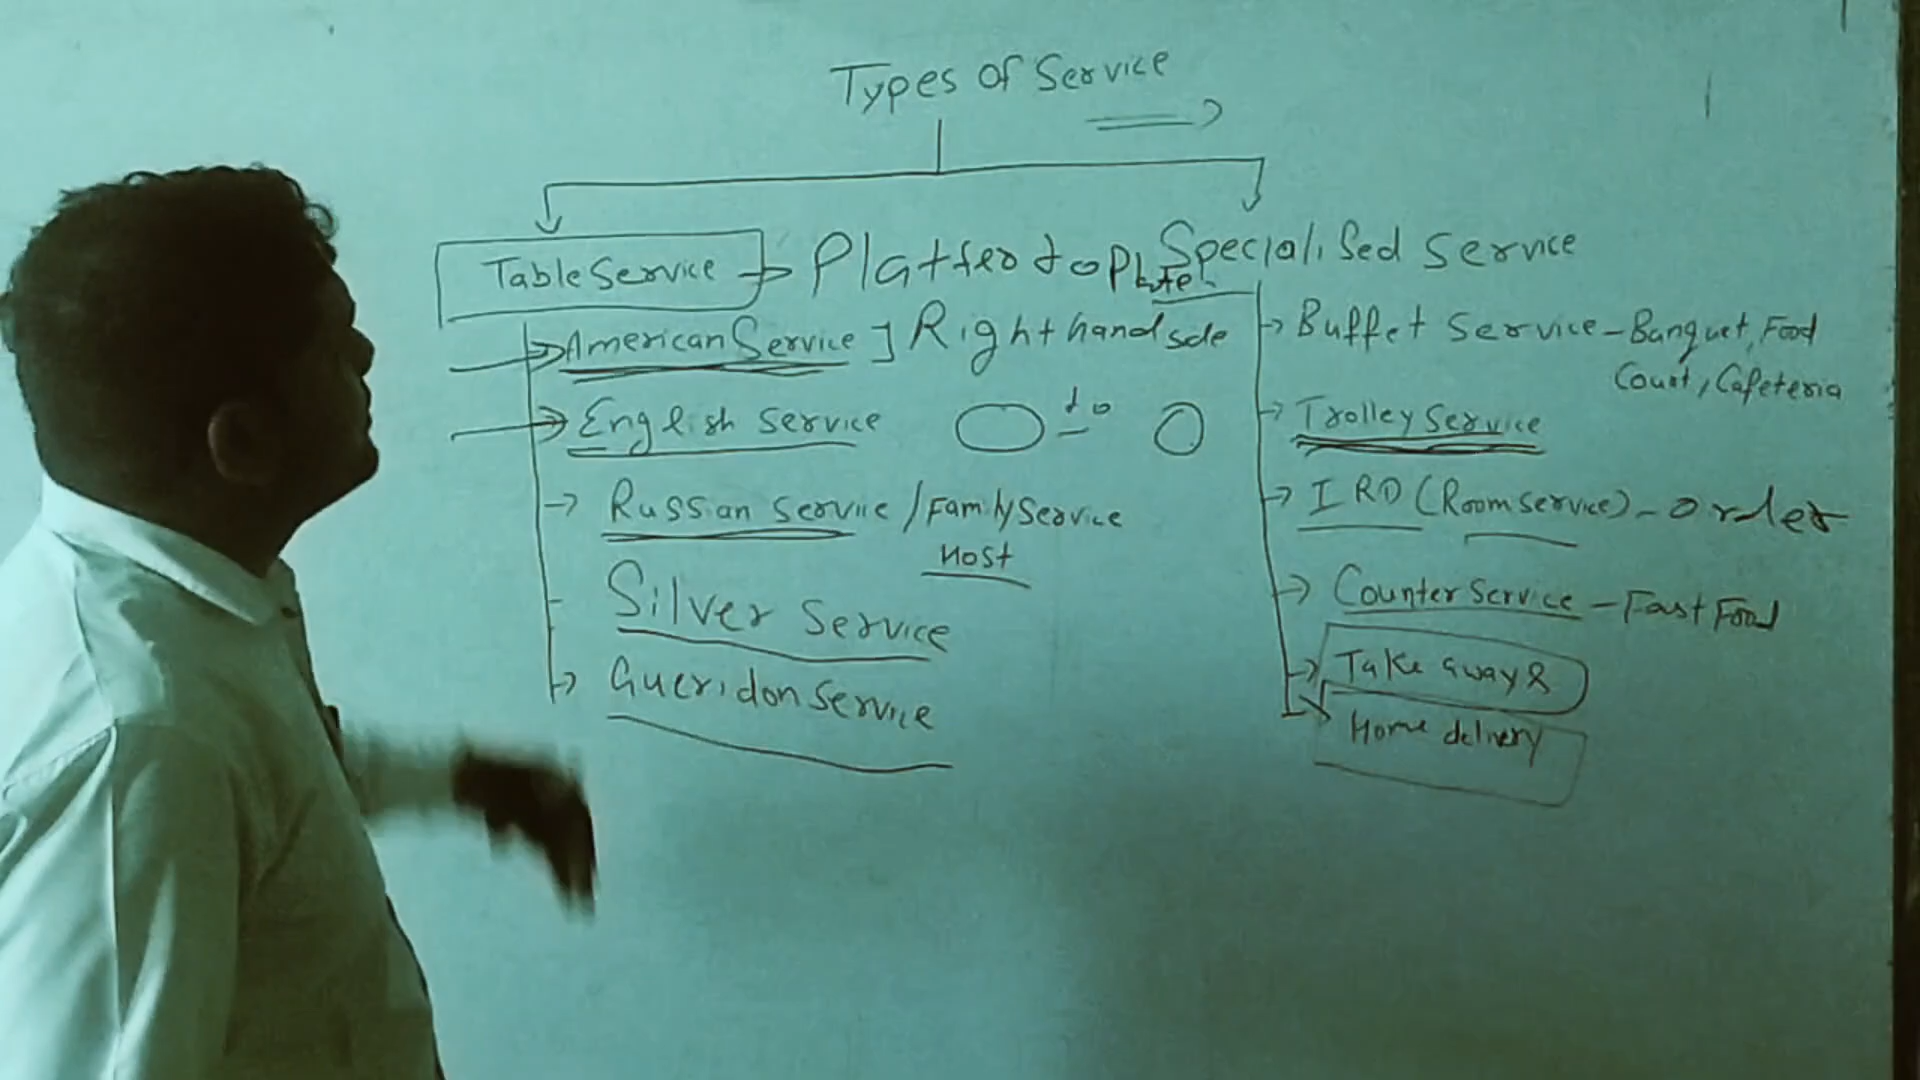 Types of Service
Table Service → Platter to Plate
American Service ] Right hand side
English Service
to
Russian Service / Family Service
Host
Silver Service
Gueridon Service
Specialised Service
Buffet Service - Banquet, Food
Court, Cafeteria
Trolley Service
IRD (Room Service) - Order
Counter Service - Fast Food
Take away &
Home delivery